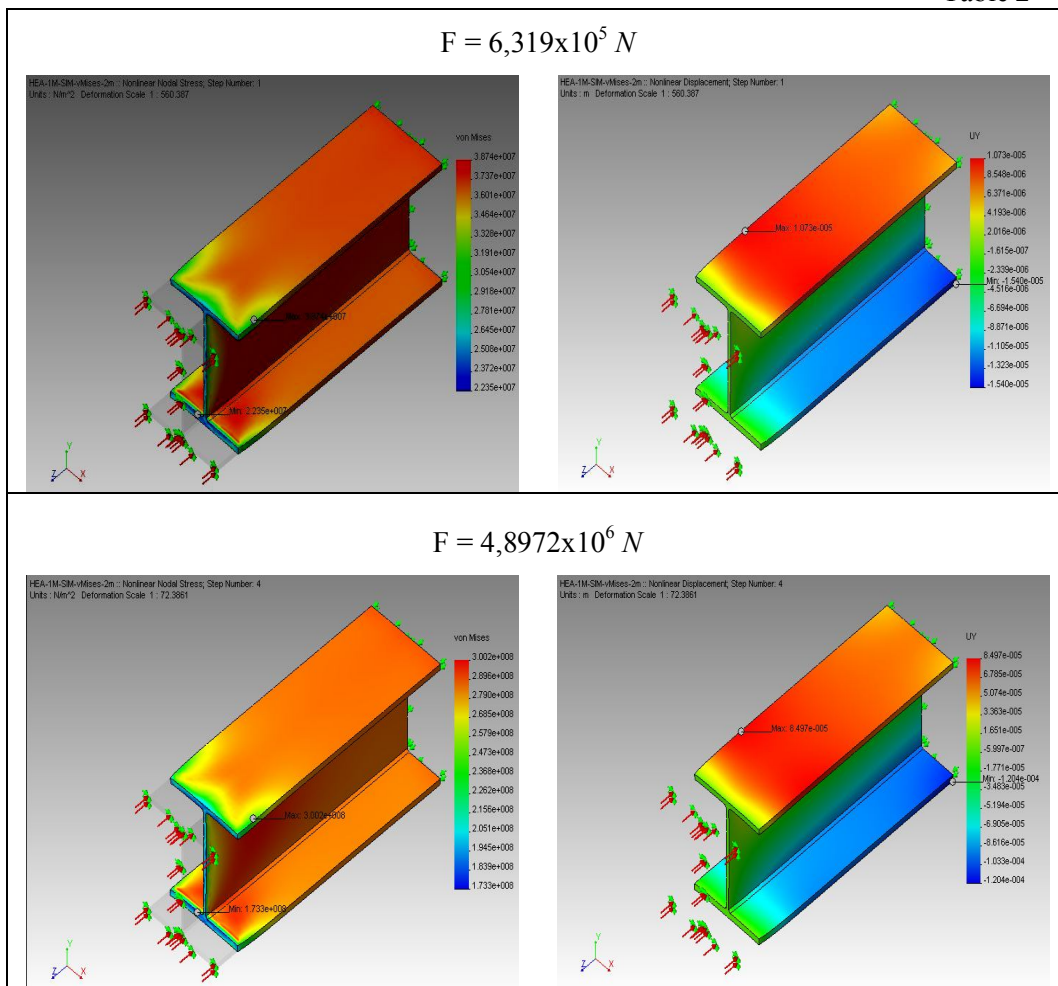 Table 2
F = 6,319x10⁵ N
HEA-1M-SIM-vMises-2m :: Nonlinear Nodal Stress; Step Number: 1
Units : N/m^2 Deformation Scale 1 : 560.387
von Mises
3.874e+007
3.737e+007
3.601e+007
3.464e+007
3.328e+007
3.191e+007
3.054e+007
2.918e+007
2.781e+007
2.645e+007
2.508e+007
2.372e+007
2.235e+007
Min: 2.235e+007
Y
Z
X
HEA-1M-SIM-vMises-2m :: Nonlinear Displacement; Step Number: 1
Units : m Deformation Scale 1 : 560.387
UY
1.073e-005
8.548e-006
6.371e-006
4.193e-006
2.016e-006
-1.615e-007
-2.339e-006
-4.516e-006
-6.694e-006
-8.871e-006
-1.105e-005
-1.323e-005
-1.540e-005
Max: 1.073e-005
Min: -1.540e-005
Y
Z
X
F = 4,8972x10⁶ N
HEA-1M-SIM-vMises-2m :: Nonlinear Nodal Stress; Step Number: 4
Units : N/m^2 Deformation Scale 1 : 72.3861
von Mises
3.002e+008
2.896e+008
2.790e+008
2.685e+008
2.579e+008
2.473e+008
2.368e+008
2.262e+008
2.156e+008
2.051e+008
1.945e+008
1.839e+008
1.733e+008
Max: 3.002e+008
Min: 1.733e+008
Y
Z
X
HEA-1M-SIM-vMises-2m :: Nonlinear Displacement; Step Number: 4
Units : m Deformation Scale 1 : 72.3861
UY
8.497e-005
6.785e-005
5.074e-005
3.363e-005
1.651e-005
-5.997e-007
-1.771e-005
-3.483e-005
-5.194e-005
-6.905e-005
-8.616e-005
-1.033e-004
-1.204e-004
Max: 8.497e-005
Min: -1.204e-004
Y
Z
X